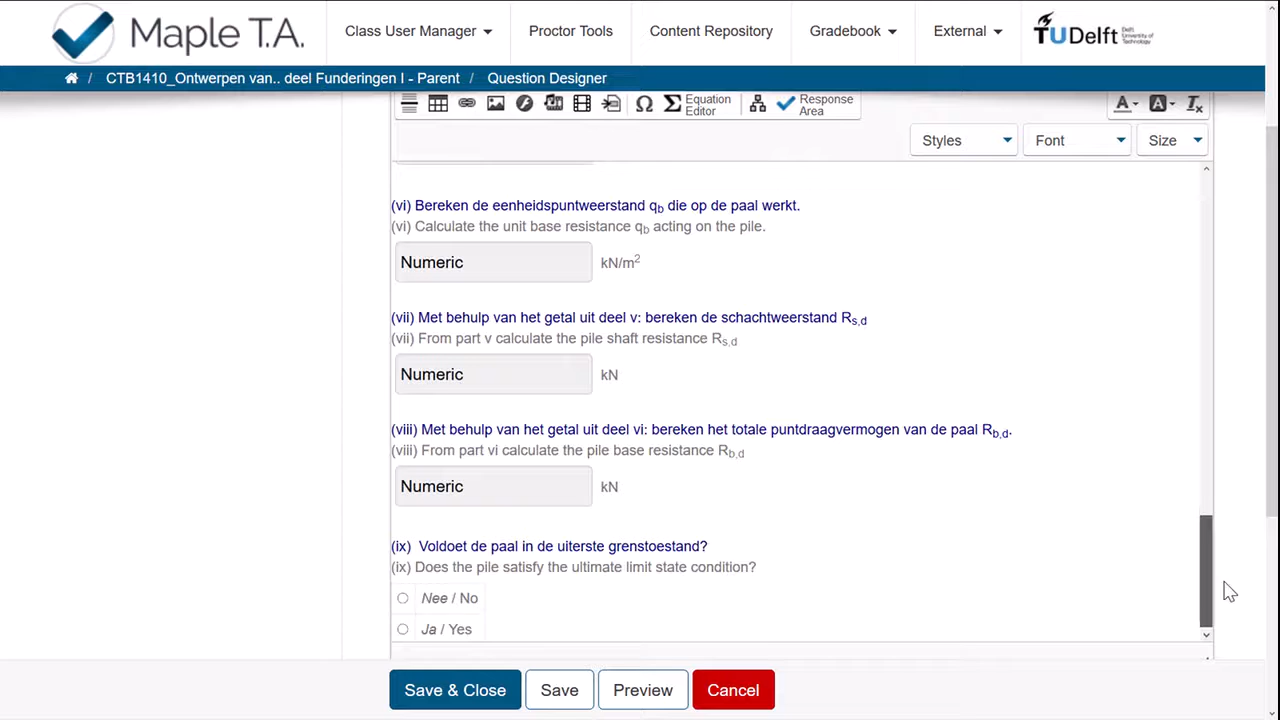 Maple T.A.
Class User Manager
Proctor Tools
Content Repository
Gradebook
External
TUDelft Delft University of Technology
/ CTB1410_Ontwerpen van.. deel Funderingen I - Parent / Question Designer
Ω Σ Equation Editor Response Area A A Tx
Styles Font Size
(vi) Bereken de eenheidspuntweerstand qb die op de paal werkt.
(vi) Calculate the unit base resistance qb acting on the pile.
Numeric kN/m2
(vii) Met behulp van het getal uit deel v: bereken de schachtweerstand Rs,d
(vii) From part v calculate the pile shaft resistance Rs,d
Numeric kN
(viii) Met behulp van het getal uit deel vi: bereken het totale puntdraagvermogen van de paal Rb,d.
(viii) From part vi calculate the pile base resistance Rb,d
Numeric kN
(ix) Voldoet de paal in de uiterste grenstoestand?
(ix) Does the pile satisfy the ultimate limit state condition?
Nee / No
Ja / Yes
Save & Close Save Preview Cancel